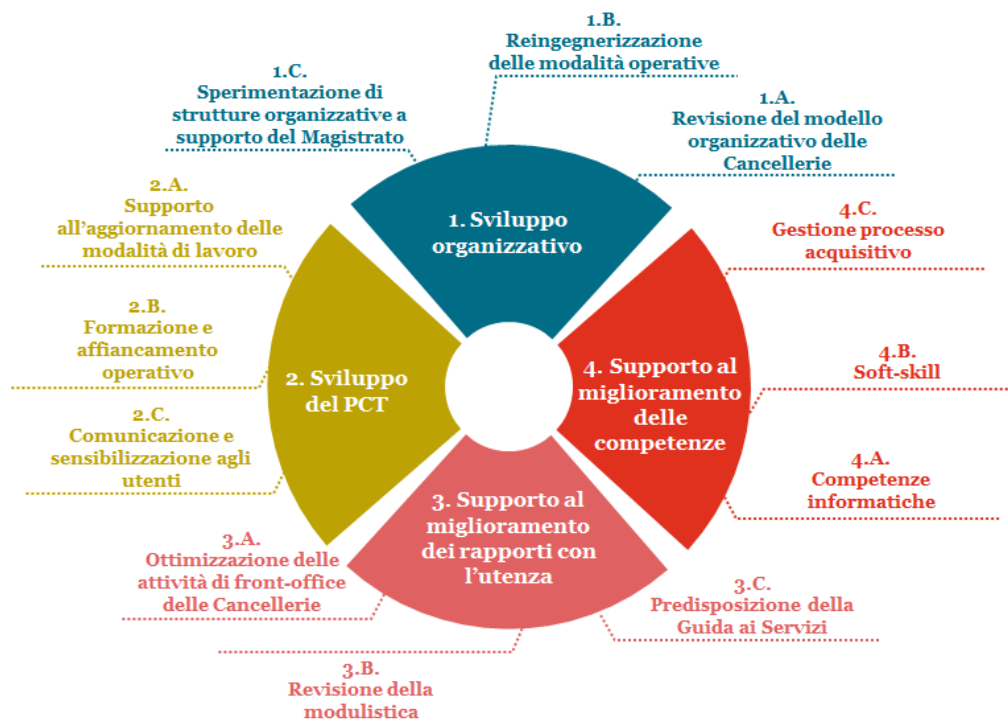 1.B.
Reingegnerizzazione
delle modalità operative
1.C.
Sperimentazione di
strutture organizzative a
supporto del Magistrato
1.A.
Revisione del modello
organizzativo delle
Cancellerie
1. Sviluppo
organizzativo
2.A.
Supporto
all'aggiornamento delle
modalità di lavoro
2.B.
Formazione e
affiancamento
operativo
2.C.
Comunicazione e
sensibilizzazione agli
utenti
2. Sviluppo
del PCT
4.C.
Gestione processo
acquisitivo
4.B.
Soft-skill
4.A.
Competenze
informatiche
4. Supporto al
miglioramento
delle
competenze
3. Supporto al
miglioramento
dei rapporti con
l'utenza
3.A.
Ottimizzazione delle
attività di front-office
delle Cancellerie
3.B.
Revisione della
modulistica
3.C.
Predisposizione della
Guida ai Servizi